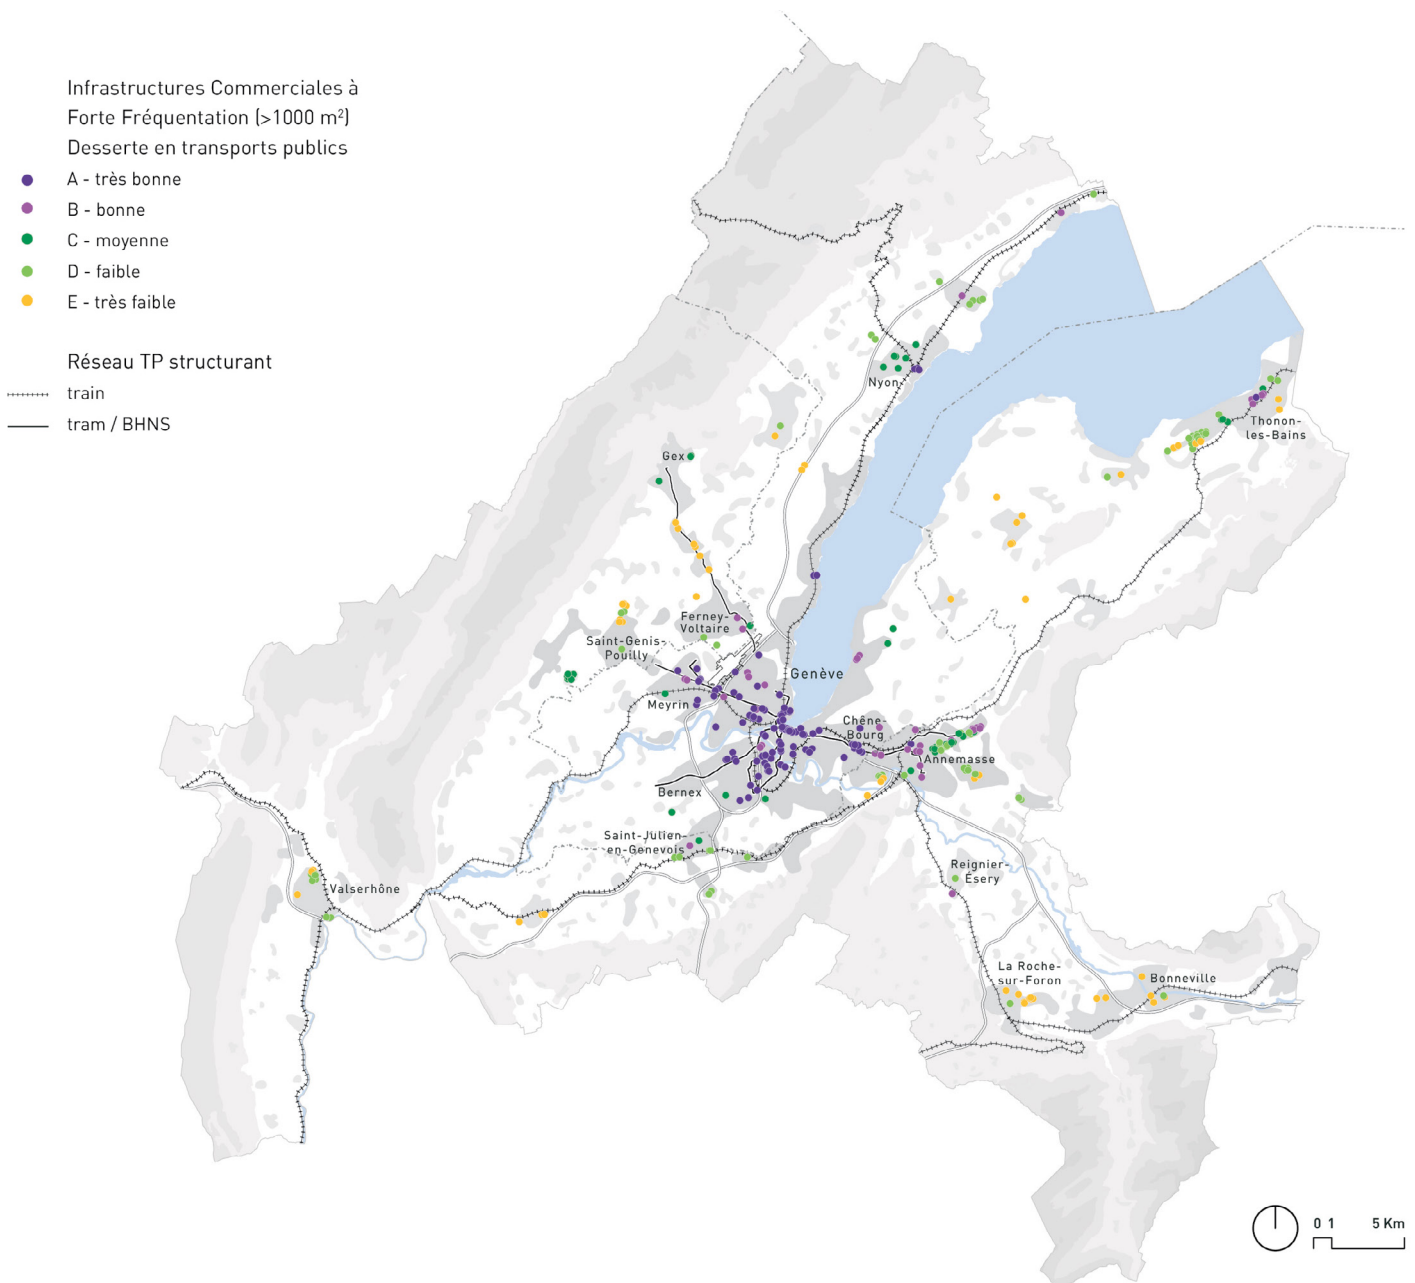 Infrastructures Commerciales à
Forte Fréquentation (>1000 m²)
Desserte en transports publics
A - très bonne
B - bonne
C - moyenne
D - faible
E - très faible
Réseau TP structurant
train
tram / BHNS
Nyon
Thonon-
les-Bains
Gex
Ferney-
Voltaire
Saint-Genis-
Pouilly
Genève
Meyrin
Chêne-
Bourg
Annemasse
Bernex
Saint-Julien-
en-Genevois
Valserhône
Reignier-
Ésery
La Roche-
sur-Foron
Bonneville
0 1 5 Km